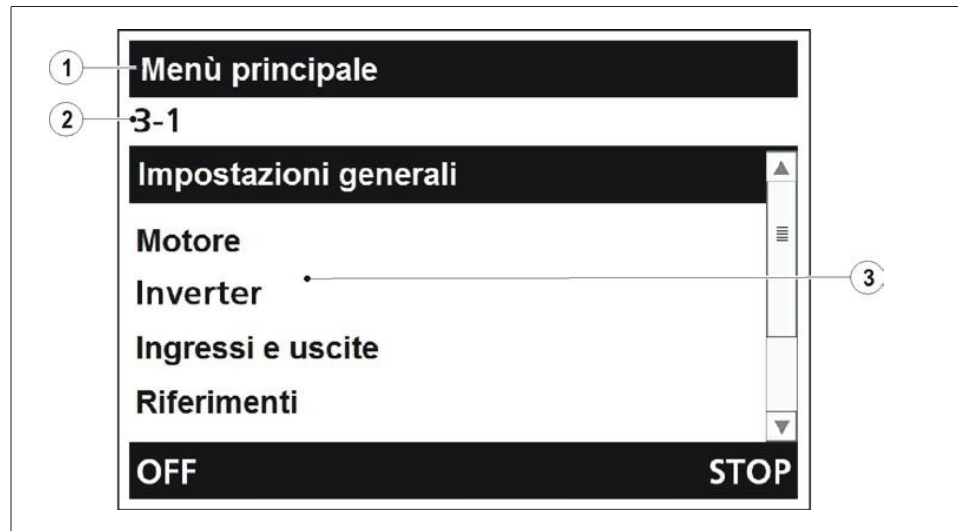 1 Menù principale
2 3-1
Impostazioni generali
Motore
Inverter 3
Ingressi e uscite
Riferimenti
OFF STOP